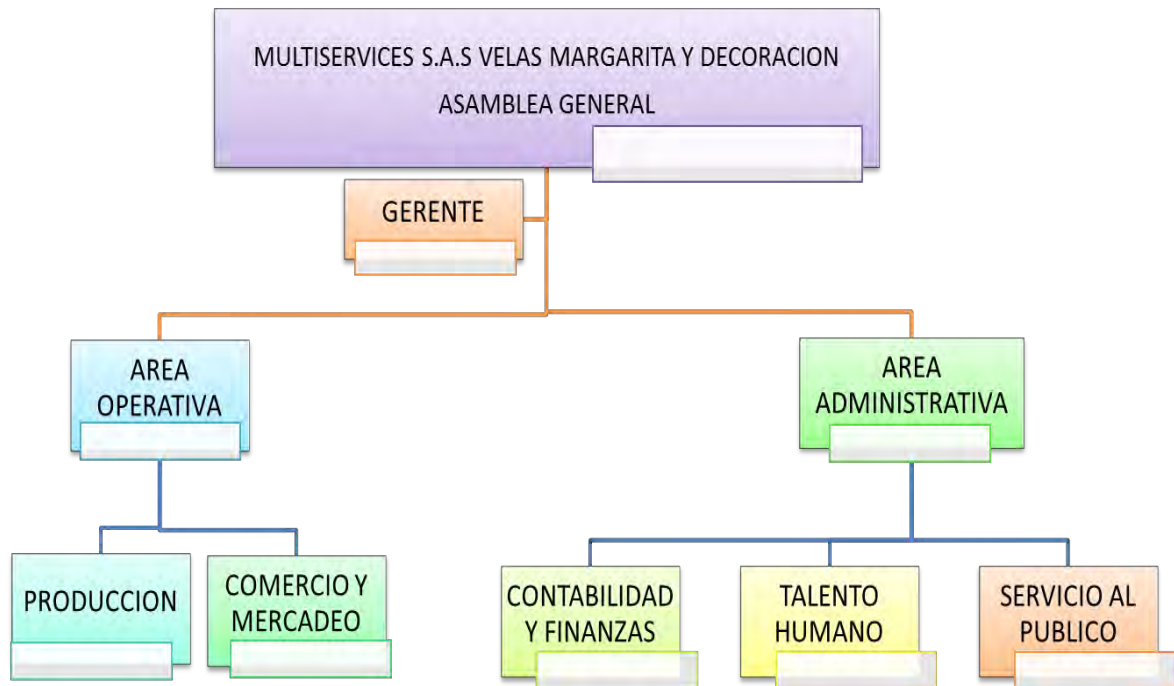 MULTISERVICES S.A.S VELAS MARGARITA Y DECORACION
ASAMBLEA GENERAL
GERENTE
AREA
OPERATIVA
AREA
ADMINISTRATIVA
PRODUCCION
COMERCIO Y
MERCADEO
CONTABILIDAD
Y FINANZAS
TALENTO
HUMANO
SERVICIO AL
PUBLICO